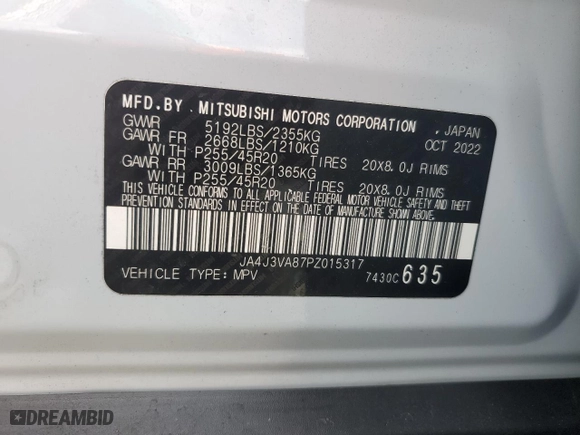 MFD.BY. MITSUBISHI MOTORS CORPORATION , JAPAN
GVWR 5192LBS/2355KG OCT 2022
GAWR FR 2668LBS/1210KG
WITH P255/45R20 TIRES 20X8.0J RIMS
GAWR RR 3009LBS/1365KG
WITH P255/45R20 TIRES 20X8.0J RIMS
THIS VEHICLE CONFORMS TO ALL APPLICABLE FEDERAL MOTOR VEHICLE SAFETY AND THEFT
PREVENTION STANDARDS IN EFFECT ON THE DATE OF MANUFACTURE SHOWN ABOVE.
JA4J3VA87PZ015317
VEHICLE TYPE: MPV 7430C 635
DREAMBID